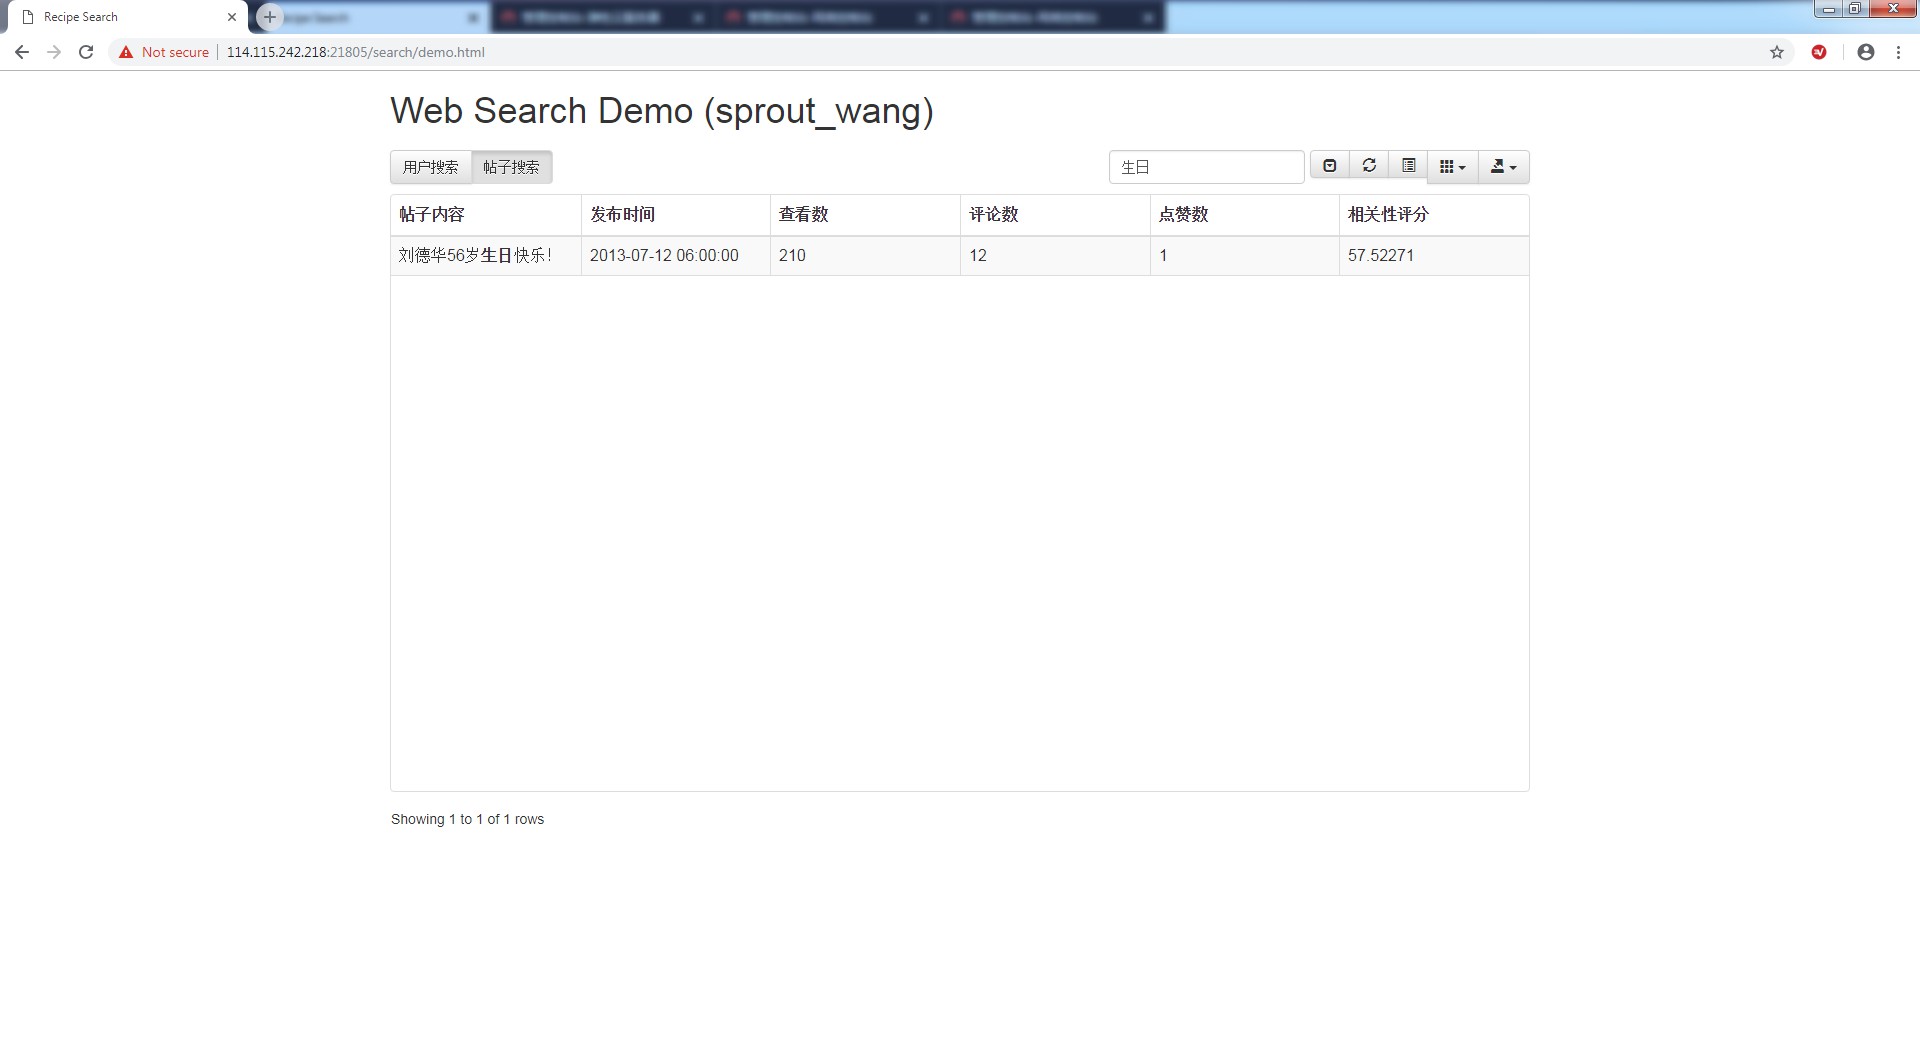 Recipe Search
Not secure
114.115.242.218:21805/search/demo.html
Web Search Demo (sprout_wang)
用户搜索 帖子搜索 生日
帖子内容 发布时间 查看数 评论数 点赞数 相关性评分
刘德华56岁生日快乐! 2013-07-12 06:00:00 210 12 1 57.52271
Showing 1 to 1 of 1 rows